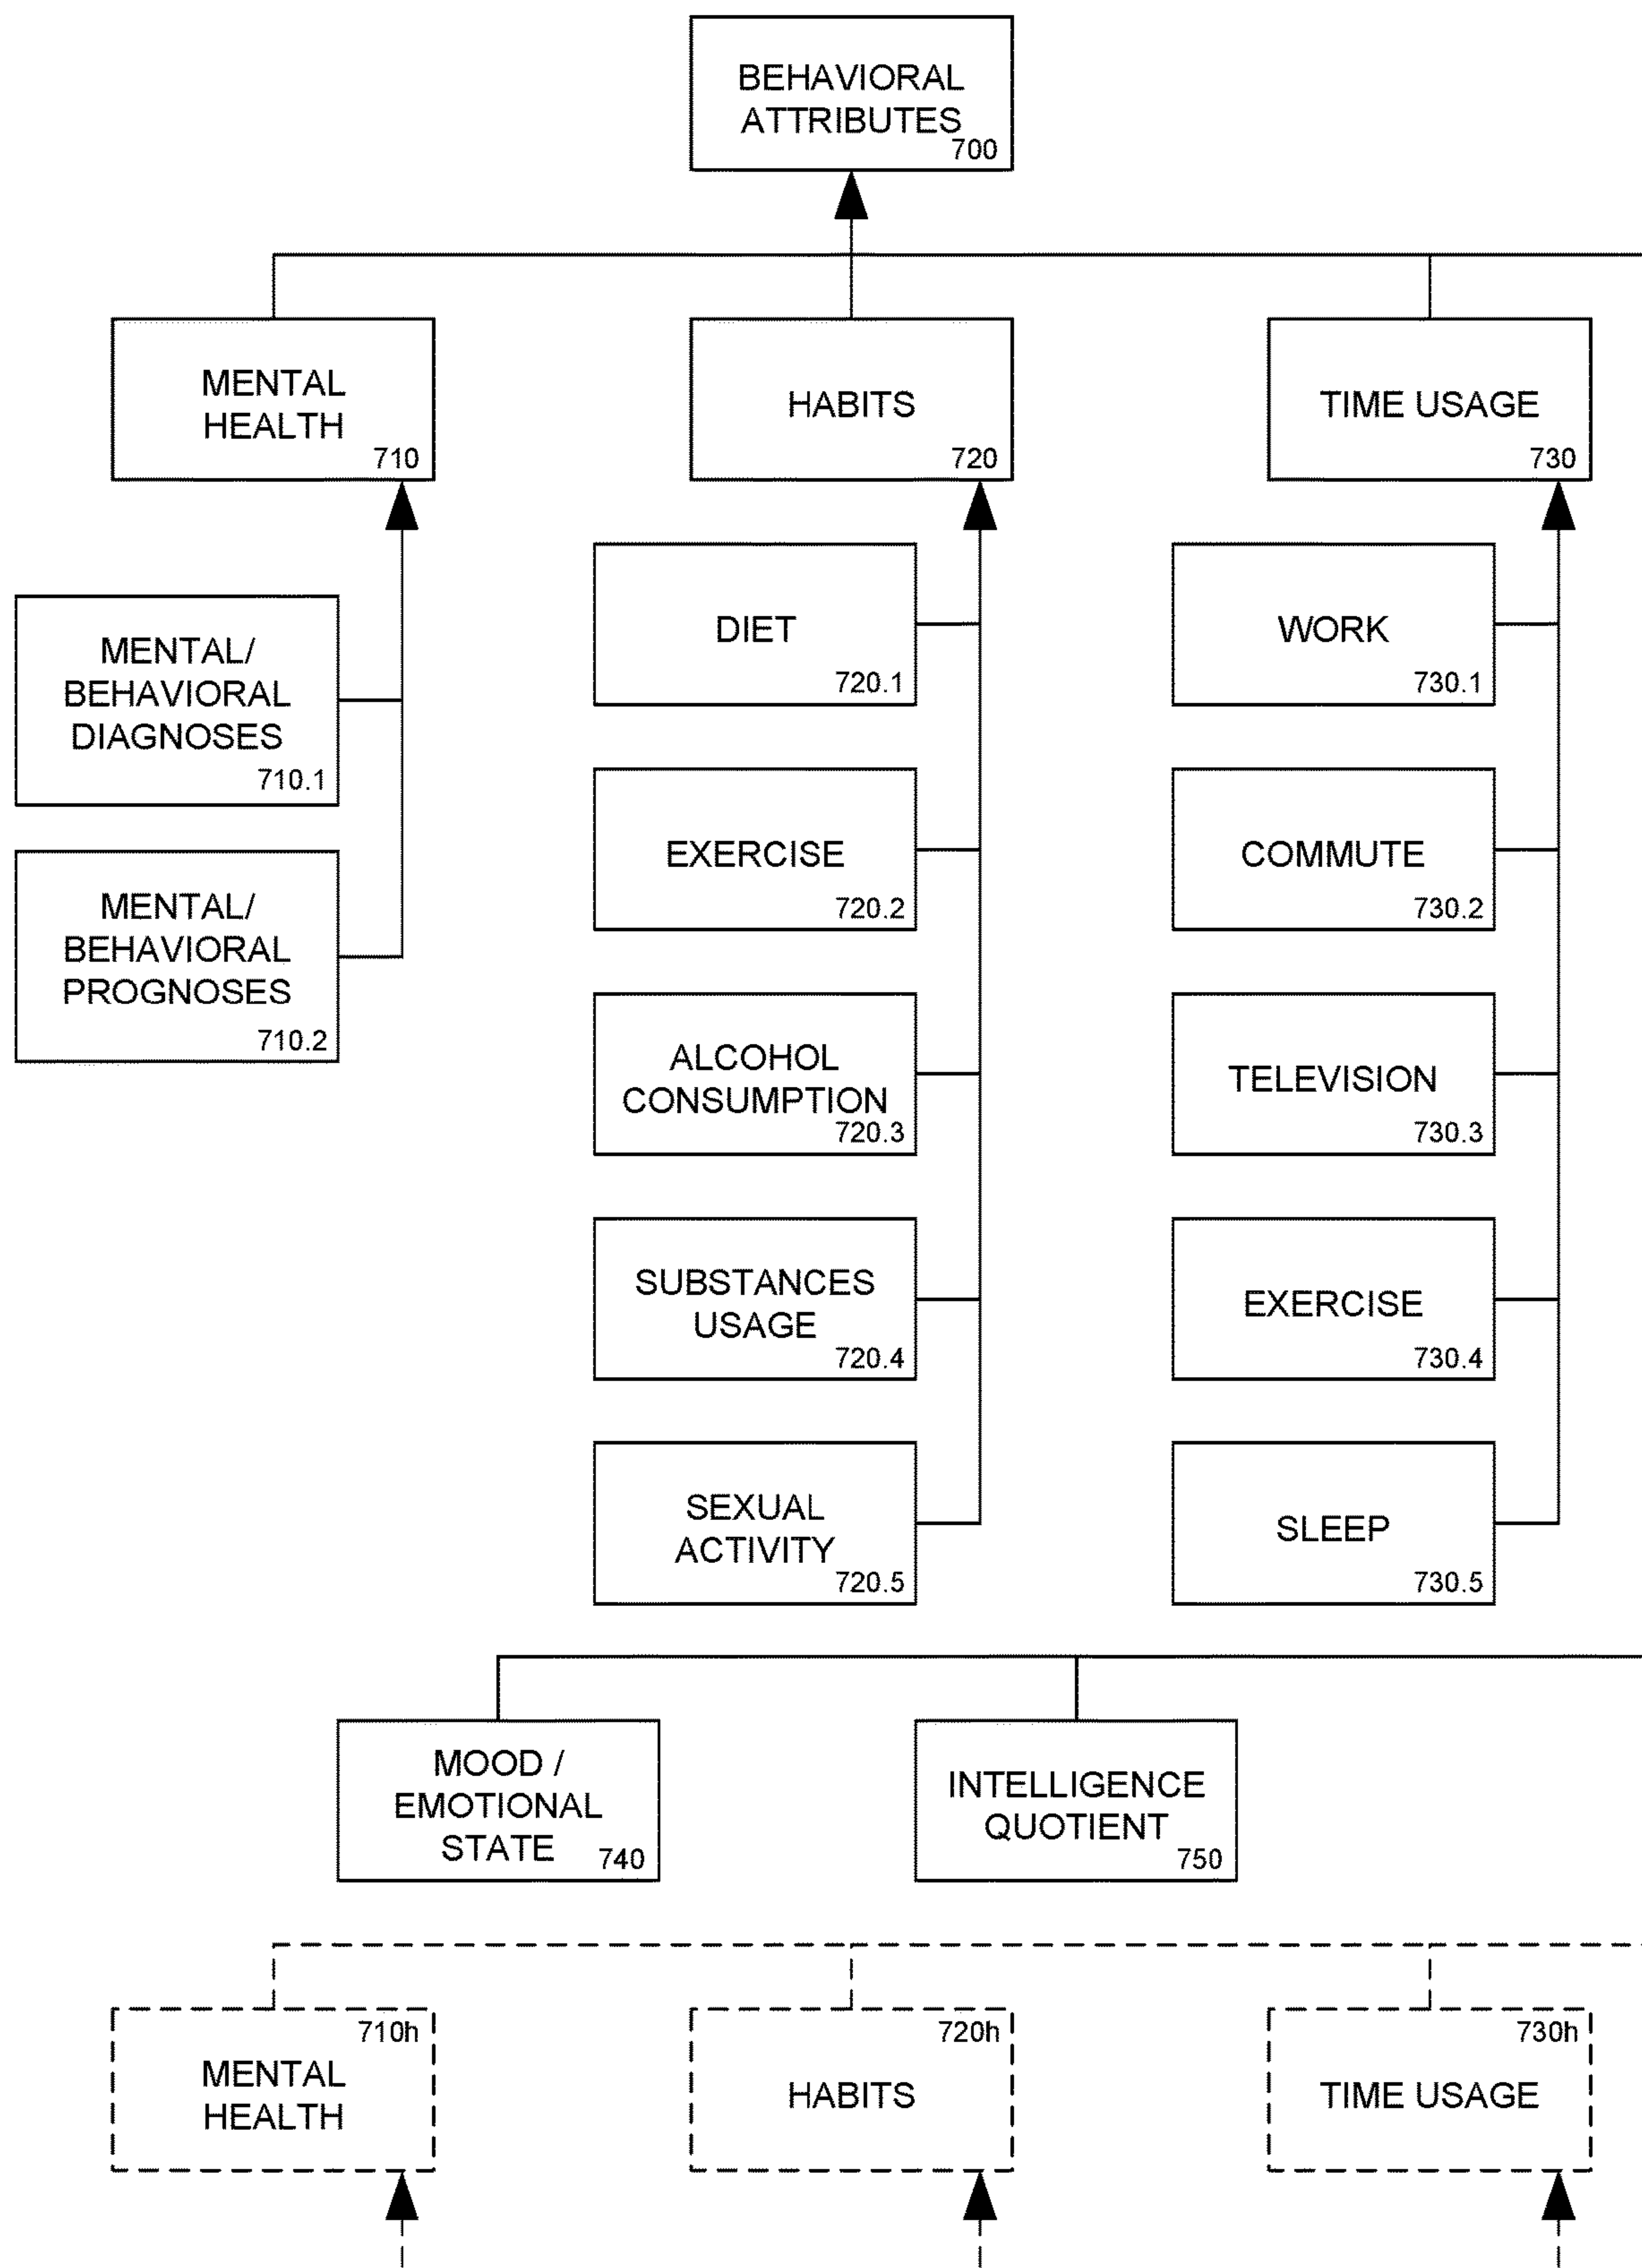 BEHAVIORAL
ATTRIBUTES
700
MENTAL
HEALTH
710
HABITS
720
TIME USAGE
730
MENTAL/
BEHAVIORAL
DIAGNOSES
710.1
MENTAL/
BEHAVIORAL
PROGNOSES
710.2
DIET
720.1
EXERCISE
720.2
ALCOHOL
CONSUMPTION
720.3
SUBSTANCES
USAGE
720.4
SEXUAL
ACTIVITY
720.5
WORK
730.1
COMMUTE
730.2
TELEVISION
730.3
EXERCISE
730.4
SLEEP
730.5
MOOD /
EMOTIONAL
STATE
740
INTELLIGENCE
QUOTIENT
750
710h
MENTAL
HEALTH
720h
HABITS
730h
TIME USAGE